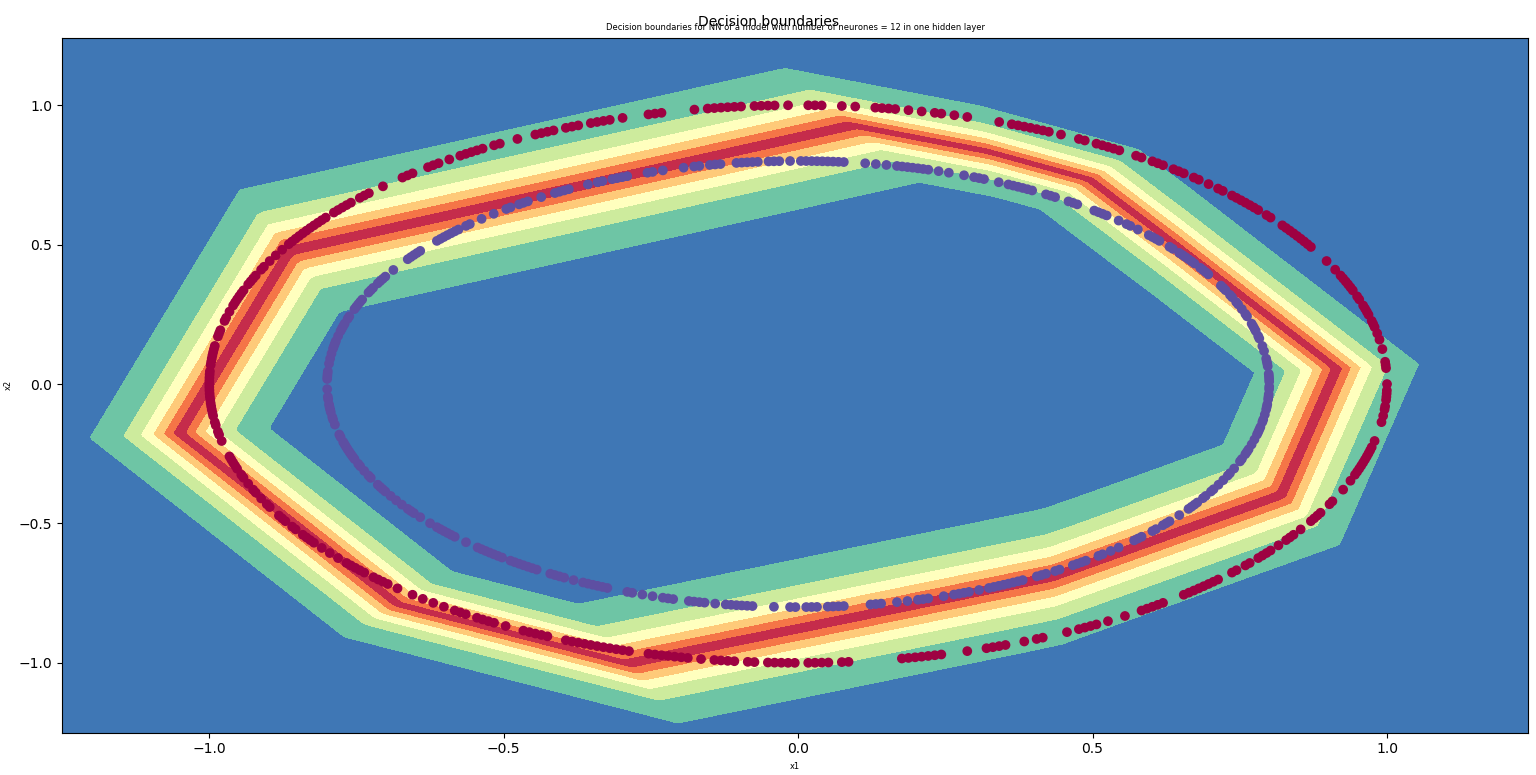 Decision boundaries
Decision boundaries for NN of a model with number of neurones = 12 in one hidden layer
1.0
0.5
0.0
−0.5
−1.0
x2
−1.0 −0.5 0.0 0.5 1.0
x1